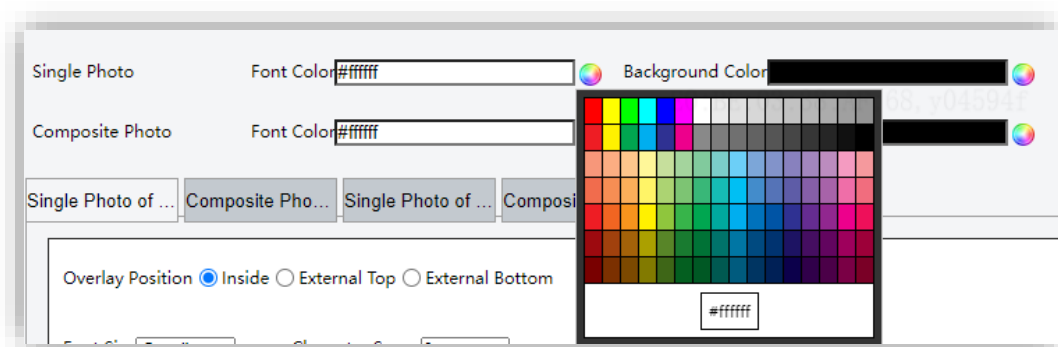 Single Photo Font Color #ffffff Background Color
Composite Photo Font Color #ffffff
Single Photo of ... Composite Pho... Single Photo of ... Composi
Overlay Position Inside External Top External Bottom
#ffffff